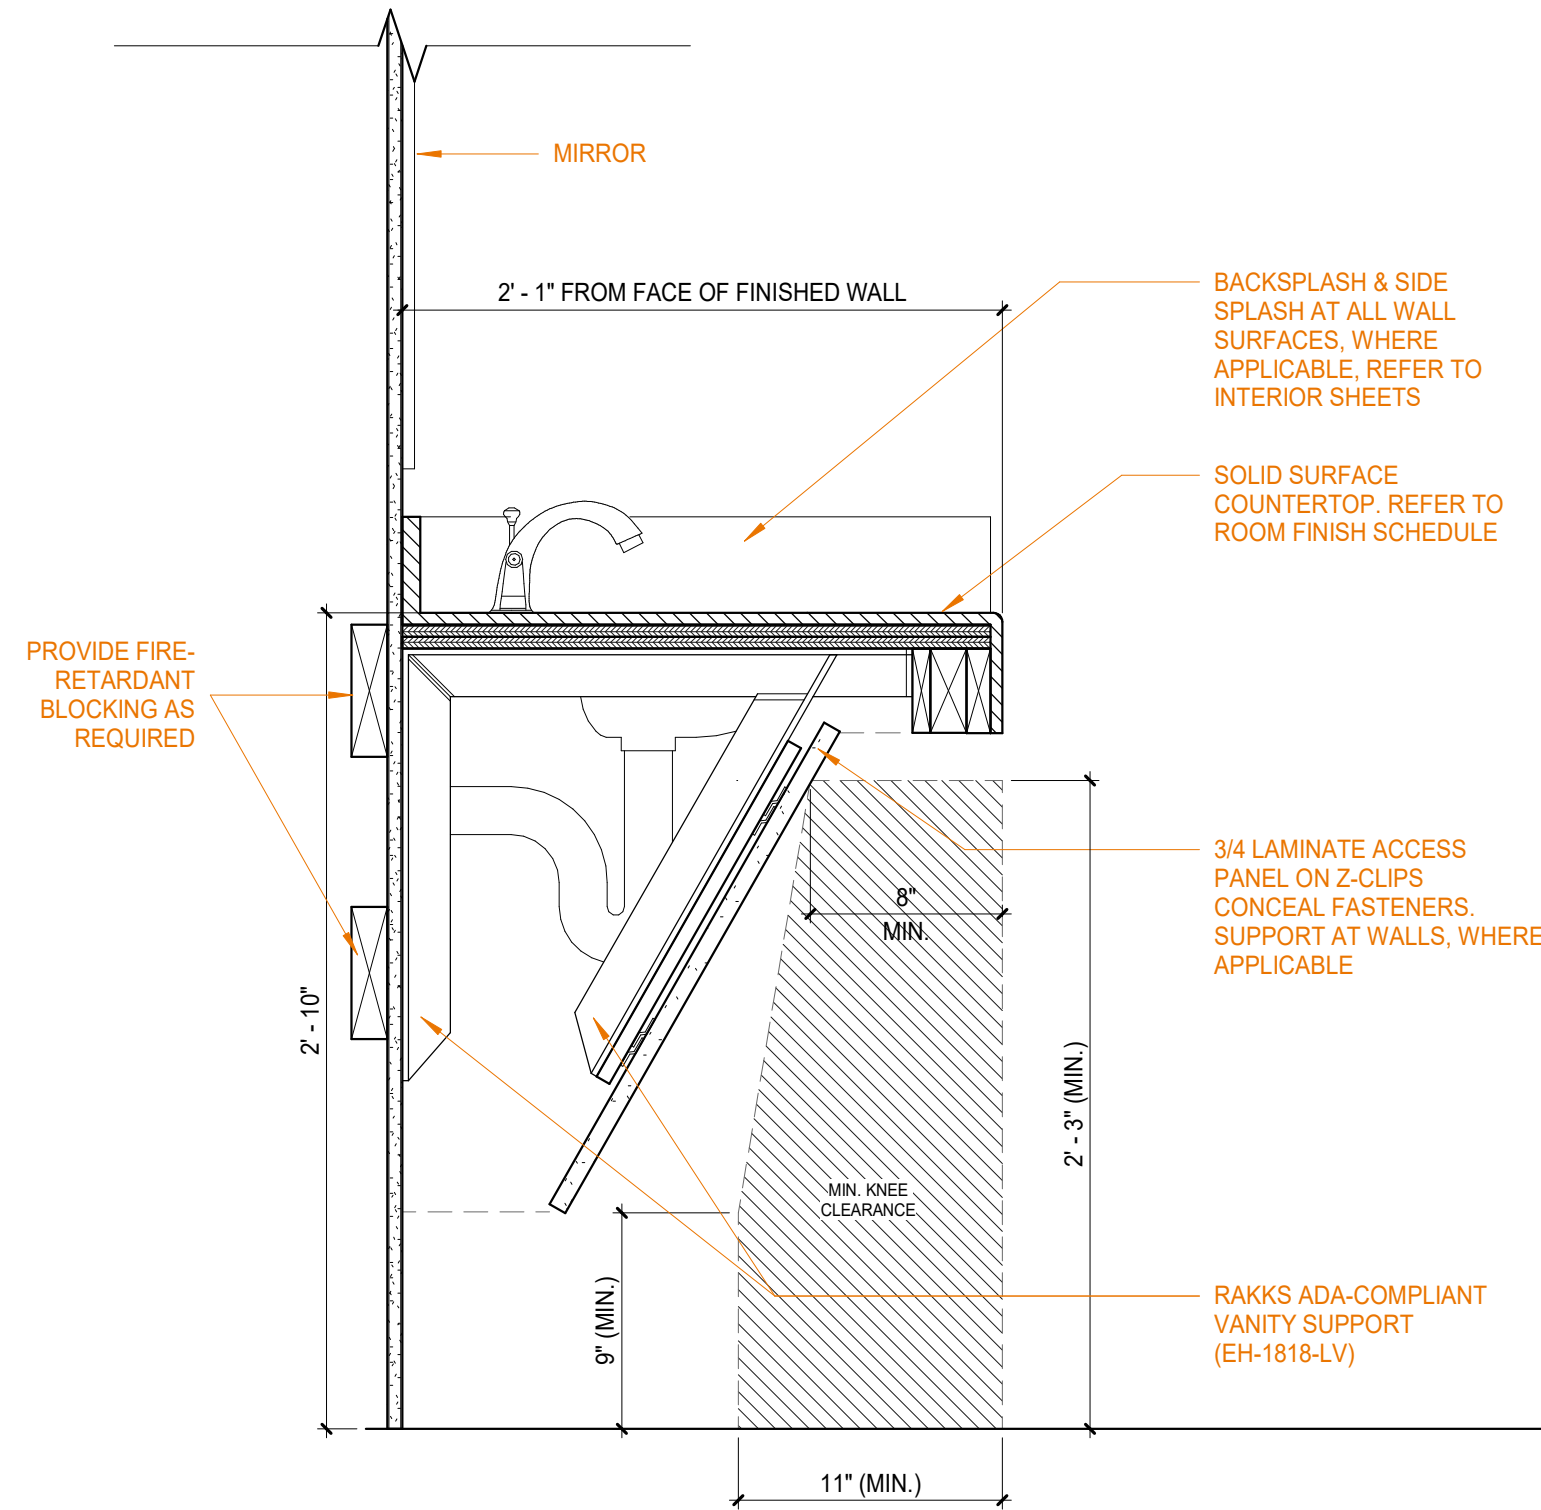 MIRROR
2' - 1" FROM FACE OF FINISHED WALL
BACKSPLASH & SIDE
SPLASH AT ALL WALL
SURFACES, WHERE
APPLICABLE, REFER TO
INTERIOR SHEETS
SOLID SURFACE
COUNTERTOP. REFER TO
ROOM FINISH SCHEDULE
PROVIDE FIRE-
RETARDANT
BLOCKING AS
REQUIRED
3/4 LAMINATE ACCESS
PANEL ON Z-CLIPS
CONCEAL FASTENERS.
SUPPORT AT WALLS, WHERE
APPLICABLE
8"
MIN.
2' - 10"
2' - 3" (MIN.)
MIN. KNEE
CLEARANCE
9" (MIN.)
RAKKS ADA-COMPLIANT
VANITY SUPPORT
(EH-1818-LV)
11" (MIN.)